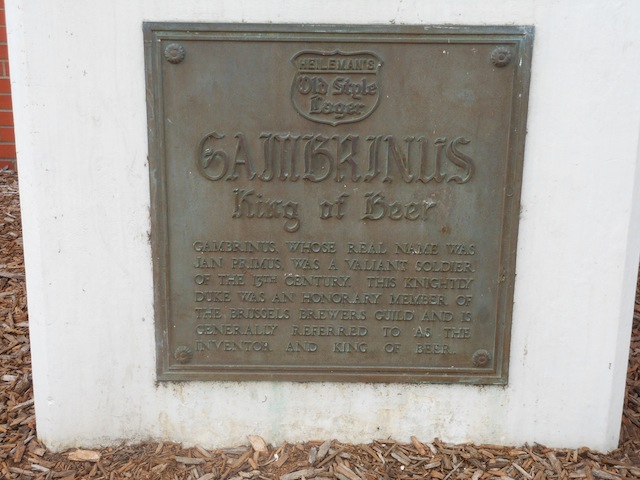 HEILEMAN'S
Old Style
Lager
GAMBRINUS
King of Beer
GAMBRINUS, WHOSE REAL NAME WAS
JAN PRIMUS, WAS A VALIANT SOLDIER
OF THE 13TH CENTURY. THIS KNIGHTLY
DUKE WAS AN HONORARY MEMBER OF
THE BRUSSELS BREWERS GUILD AND IS
GENERALLY REFERRED TO AS THE
INVENTOR AND KING OF BEER.